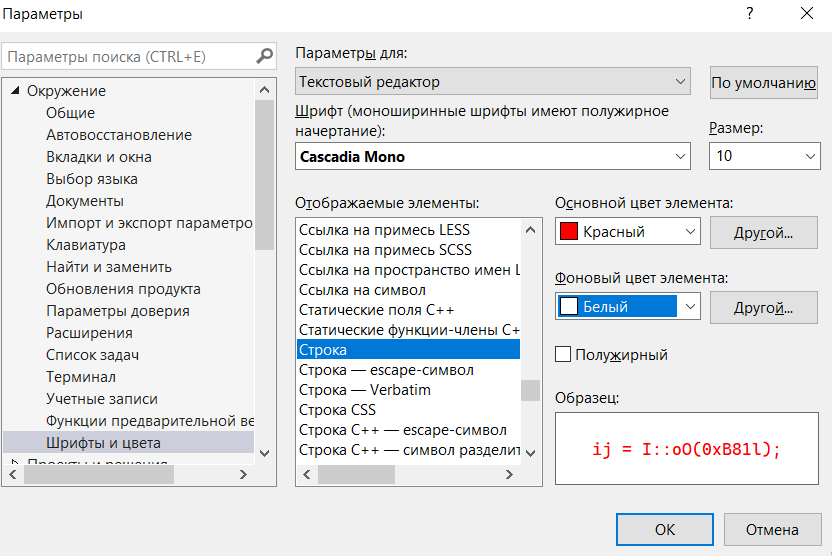 Параметры
?
Параметры поиска (CTRL+E)
Окружение
Общие
Автовосстановление
Вкладки и окна
Выбор языка
Документы
Импорт и экспорт параметро
Клавиатура
Найти и заменить
Обновления продукта
Параметры доверия
Расширения
Список задач
Терминал
Учетные записи
Функции предварительной ве
Шрифты и цвета
Проекты и решения
Параметры для:
Текстовый редактор
По умолчанию
Шрифт (моноширинные шрифты имеют полужирное
начертание):
Размер:
Cascadia Mono
10
Отображаемые элементы:
Ссылка на примесь LESS
Ссылка на примесь SCSS
Ссылка на пространство имен L
Ссылка на символ
Статические поля C++
Статические функции-члены C+
Строка
Строка — escape-символ
Строка — Verbatim
Строка CSS
Строка C++ — escape-символ
Строка C++ — символ разделит
Основной цвет элемента:
Красный
Другой...
Фоновый цвет элемента:
Белый
Другой...
Полужирный
Образец:
ij = I::oO(0xB81l);
ОК
Отмена